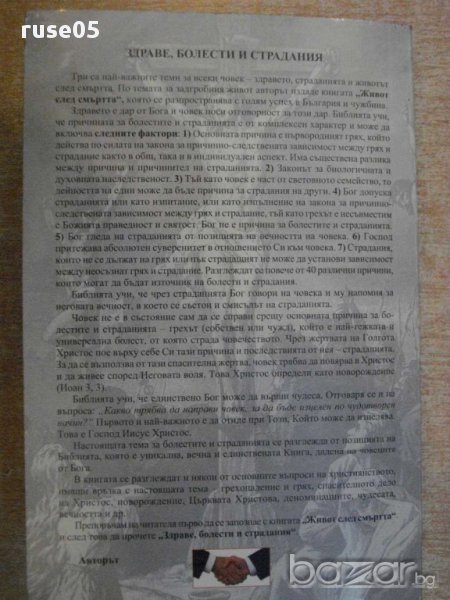 ruse05
ЗДРАВЕ, БОЛЕСТИ И СТРАДАНИЯ
Три са най-важните теми за всеки човек – здравето, страданията и животът
след смъртта. По темата за задгробния живот авторът издаде книгата „Живот
след смъртта“, която се разпространява с голям успех в България и чужбина.
Здравето е дар от Бога и човек носи отговорност за този дар. Библията учи,
че причината за болестите и страданията е от комплексен характер и може да
включва следните фактори: 1) Основната причина е първородният грях, който
действа по силата на закона за причинно-следствената зависимост между грях и
страдание както в общ, така и в индивидуален аспект. Има съществена разлика
между причина и причинител на страданията. 2) Законът за биологичната и
духовната наследственост. 3) Тъй като човек е част от световното семейство, то
дейността на едни може да бъде причина за страдания на други. 4) Бог допуска
страдания или като изпитание, или като изпълнение на закона за причинно-
следствената зависимост между грях и страдание, тъй като грехът е несъвместим
с Божията праведност и святост. Бог не е причина за болестите и страданията.
5) Бог гледа на страданията от позицията на вечността на човека. 6) Господ
притежава абсолютен суверенитет в отношението Си към човека. 7) Страдания,
които не се дължат на грях или пък страдащият не може да установи зависимост
между неосъзнат грях и страдание. Разглеждат се повече от 40 различни причини,
които могат да бъдат източник на болести и страдания.
Библията учи, че чрез страданията Бог говори на човека и му напомня за
неговата вечност, в което се състои и смисълът на страданията.
Човек не е в състояние сам да се справи срещу основната причина за бо-
лестите и страданията – грехът (собствен или чужд), който е най-тежката и
универсална болест, от която страда човечеството. Чрез жертвата на Голгота
Христос пое върху себе Си тази причина и последствията от нея – страданията.
За да се възползва от тази спасителна жертва, човек трябва да повярва в Христос
и да живее според Неговата воля. Това Христос определи като новорождение
(Иоан 3, 3).
Библията учи, че единствено Бог може да върши чудеса. Отговаря се и на
въпроса: „Какво трябва да направи човек, за да бъде изцелен по чудотворен
начин?“ Първото и най-важното е да отиде при Този, Който може да изцелява.
Това е Господ Иисус Христос.
Настоящата тема за болестите и страданията се разглежда от позицията на
Библията, която е уникална, вечна и единствената Книга, дадена на човеците
от Бога.
В книгата се разглеждат и някои от основните въпроси на християнството,
имащи връзка с настоящата тема – грехопадение и грях, спасителното дело
на Христос, новорождение, Църквата Христова, деноминациите, чудесата,
вечността и др.
Препоръчам на читателя първо да се запознае с книгата „Живот след смъртта“
и след това да прочете „Здраве, болести и страдания“
Авторът
bazar.bg